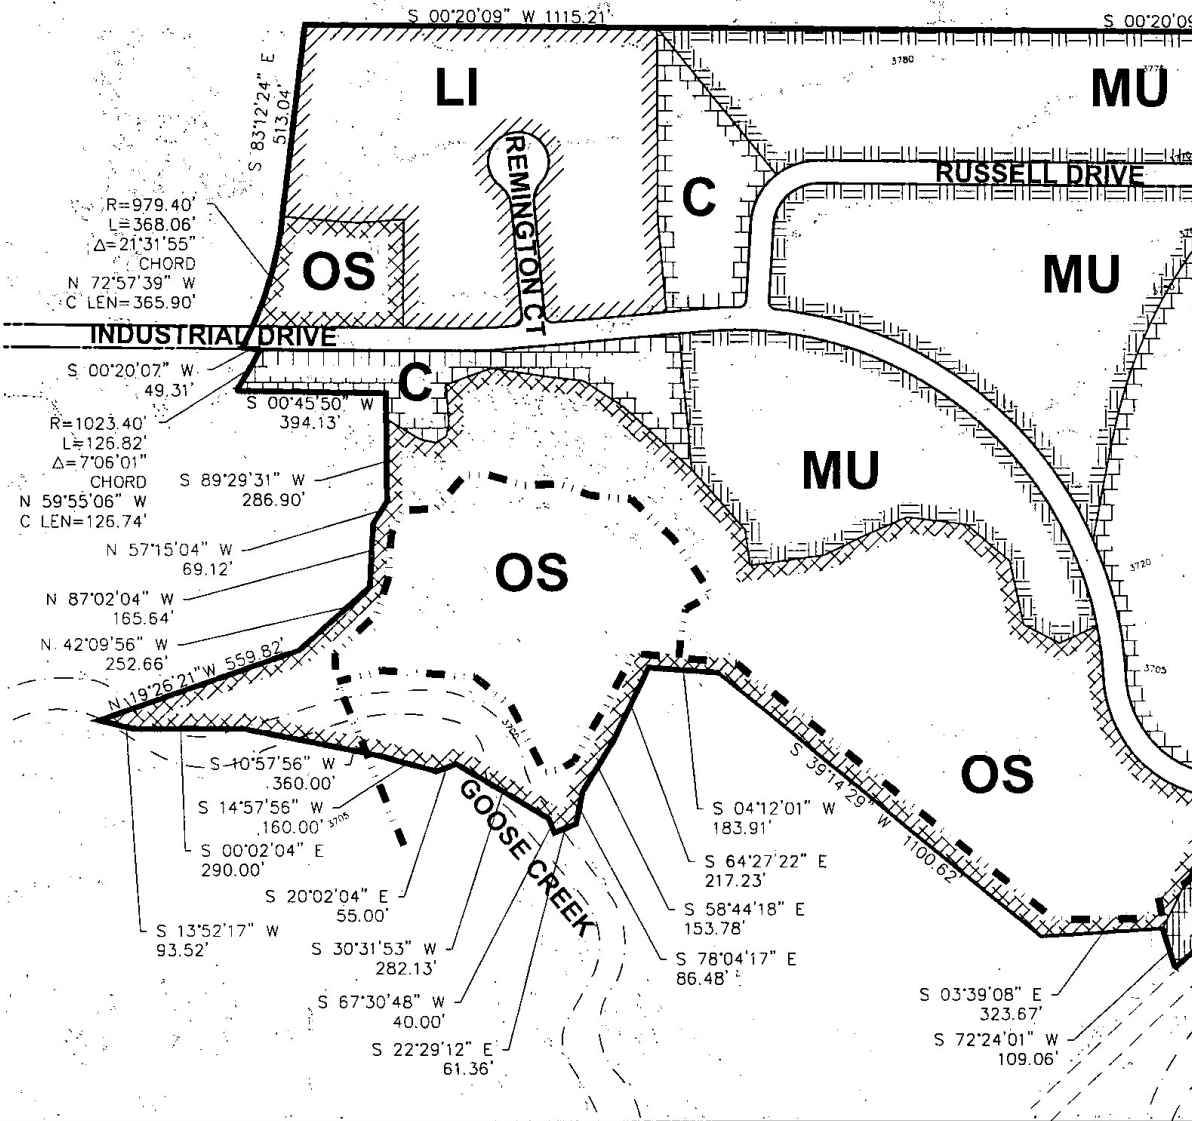 S 00°20'09" W 1115.21'
S 00°20'09
S 83°12'24" E
513.04'
LI
MU
3780
3775
REMINGTON CT
C
RUSSELL DRIVE
R=979.40'
L=368.06'
Δ=21°31'55"
CHORD
N 72°57'39" W
C LEN=365.90'
OS
MU
INDUSTRIAL DRIVE
S 00°20'07" W
49.31'
C
S 00°45'50" W
394.13'
R=1023.40'
L=126.82'
Δ=7°06'01"
CHORD
N 59°55'06" W
C LEN=126.74'
S 89°29'31" W
286.90'
MU
N 57°15'04" W
69.12'
OS
3720
N 87°02'04" W
165.64'
N 42°09'56" W
252.66'
N 19°26'21"W 559.82'
3705
3700
S 10°57'56" W
360.00'
S 39°14'29" W 1100.62'
OS
S 14°57'56" W
160.00'
3705
GOOSE CREEK
S 04°12'01" W
183.91'
S 00°02'04" E
290.00'
S 64°27'22" E
217.23'
S 20°02'04" E
55.00'
S 58°44'18" E
153.78'
S 13°52'17" W
93.52'
S 30°31'53" W
282.13'
S 78°04'17" E
86.48'
S 67°30'48" W
40.00'
S 03°39'08" E
323.67'
S 22°29'12" E
61.36'
S 72°24'01" W
109.06'